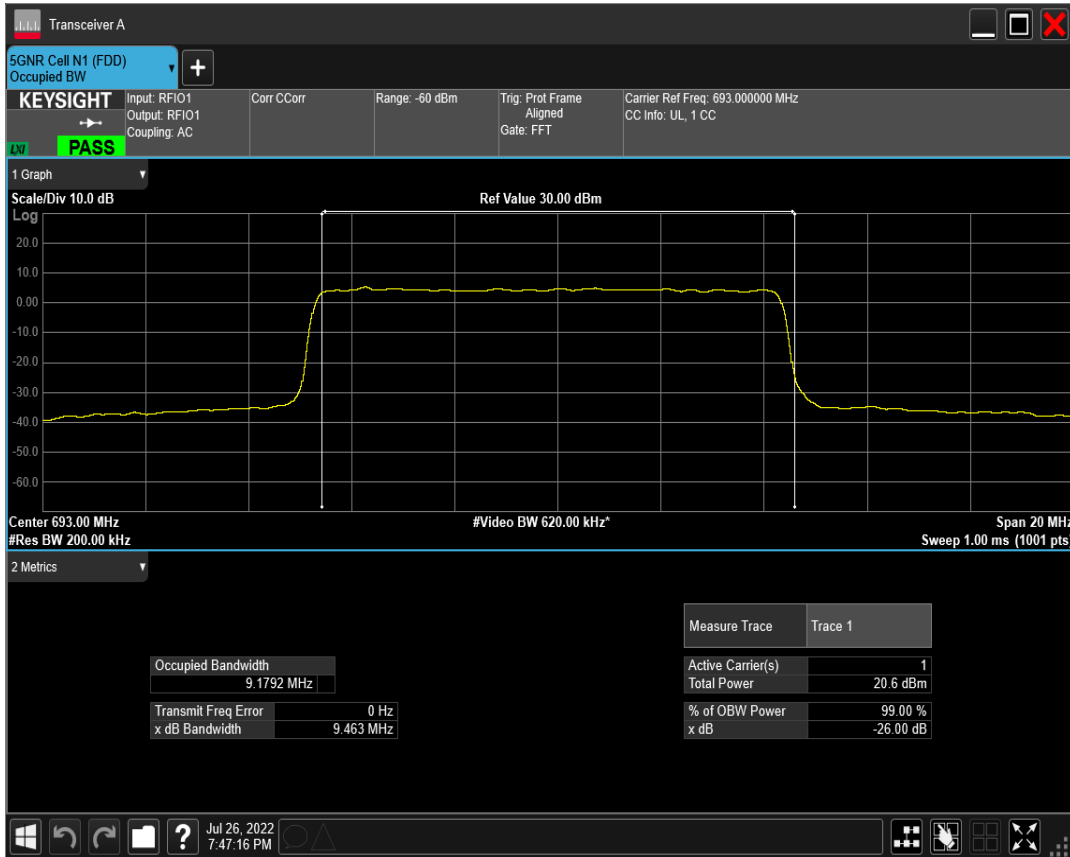 Transceiver A
5GNR Cell N1 (FDD)
Occupied BW
+
KEYSIGHT
LXI
PASS
Input: RFIO1
Output: RFIO1
Coupling: AC
Corr CCorr
Range: -60 dBm
Trig: Prot Frame
Aligned
Gate: FFT
Carrier Ref Freq: 693.000000 MHz
CC Info: UL, 1 CC
1 Graph
Scale/Div 10.0 dB
Ref Value 30.00 dBm
Log
20.0
10.0
0.00
-10.0
-20.0
-30.0
-40.0
-50.0
-60.0
Center 693.00 MHz
#Video BW 620.00 kHz*
Span 20 MHz
#Res BW 200.00 kHz
Sweep 1.00 ms (1001 pts)
2 Metrics
Measure Trace Trace 1
Occupied Bandwidth
9.1792 MHz
Active Carrier(s) 1
Total Power 20.6 dBm
Transmit Freq Error 0 Hz
x dB Bandwidth 9.463 MHz
% of OBW Power 99.00 %
x dB -26.00 dB
?
Jul 26, 2022
7:47:16 PM